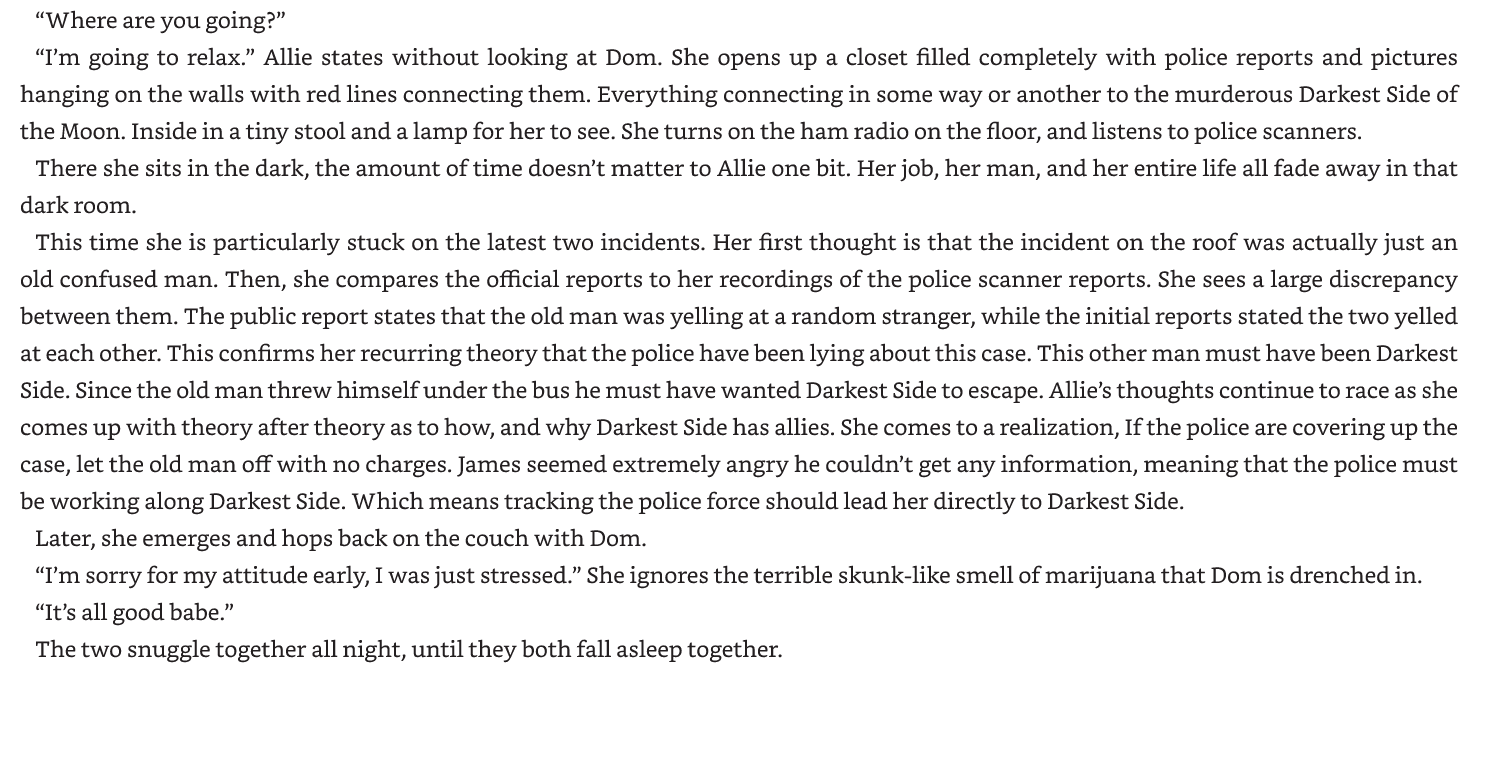 “Where are you going?”
“I’m going to relax.” Allie states without looking at Dom. She opens up a closet filled completely with police reports and pictures
hanging on the walls with red lines connecting them. Everything connecting in some way or another to the murderous Darkest Side of
the Moon. Inside in a tiny stool and a lamp for her to see. She turns on the ham radio on the floor, and listens to police scanners.
There she sits in the dark, the amount of time doesn’t matter to Allie one bit. Her job, her man, and her entire life all fade away in that
dark room.
This time she is particularly stuck on the latest two incidents. Her first thought is that the incident on the roof was actually just an
old confused man. Then, she compares the official reports to her recordings of the police scanner reports. She sees a large discrepancy
between them. The public report states that the old man was yelling at a random stranger, while the initial reports stated the two yelled
at each other. This confirms her recurring theory that the police have been lying about this case. This other man must have been Darkest
Side. Since the old man threw himself under the bus he must have wanted Darkest Side to escape. Allie’s thoughts continue to race as she
comes up with theory after theory as to how, and why Darkest Side has allies. She comes to a realization, If the police are covering up the
case, let the old man off with no charges. James seemed extremely angry he couldn’t get any information, meaning that the police must
be working along Darkest Side. Which means tracking the police force should lead her directly to Darkest Side.
Later, she emerges and hops back on the couch with Dom.
“I’m sorry for my attitude early, I was just stressed.” She ignores the terrible skunk-like smell of marijuana that Dom is drenched in.
“It’s all good babe.”
The two snuggle together all night, until they both fall asleep together.